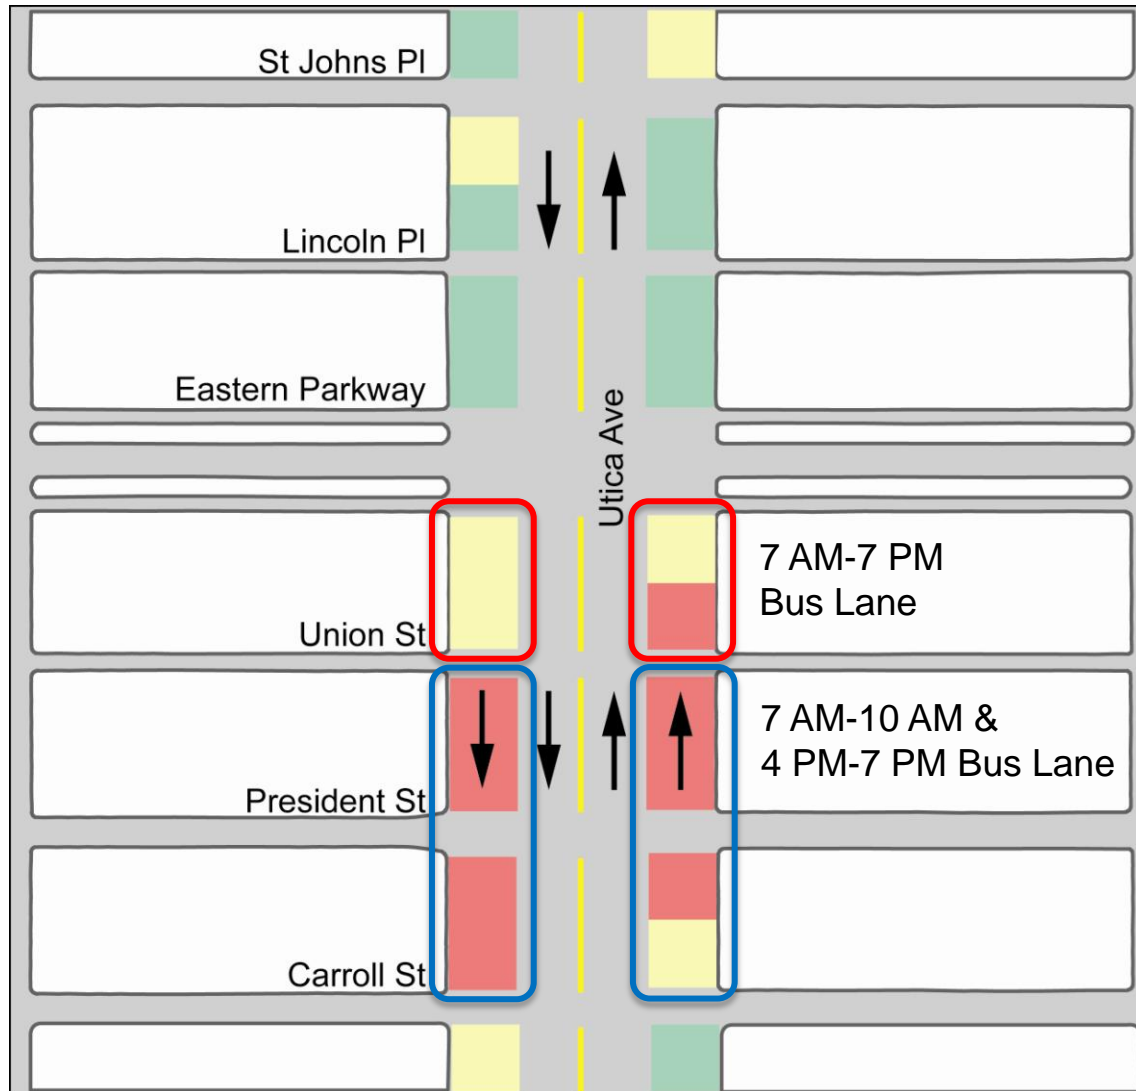 St Johns Pl
Lincoln Pl
Eastern Parkway
Utica Ave
7 AM-7 PM
Bus Lane
Union St
7 AM-10 AM &
4 PM-7 PM Bus Lane
President St
Carroll St